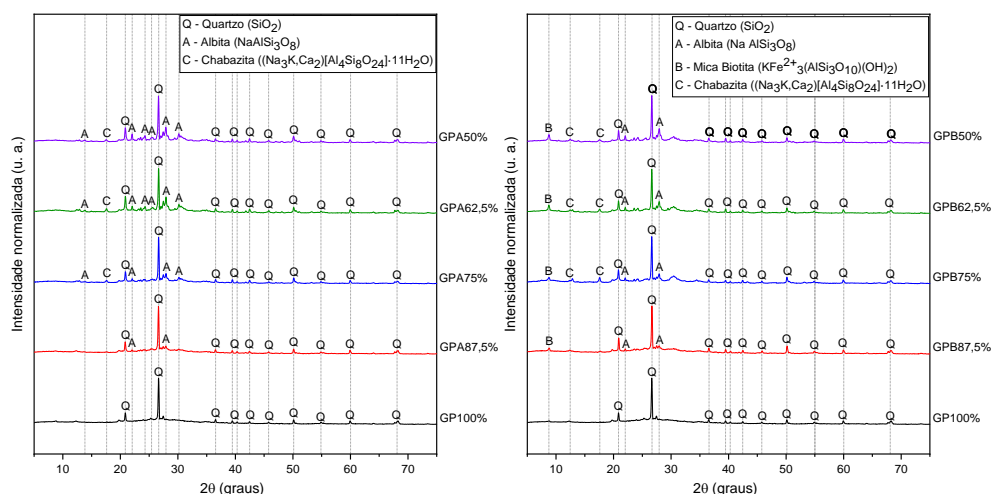 Q - Quartzo (SiO2)
A - Albita (NaAlSi3O8)
C - Chabazita ((Na3K,Ca2)[Al4Si8O24]·11H2O)
Q
A C Q A A A A A Q Q Q Q Q Q Q Q
GPA50%
Q
A C Q A A A A A Q Q Q Q Q Q Q Q
GPA62,5%
Q
A C Q A A A Q Q Q Q Q Q Q Q
GPA75%
Q
Q A A Q Q Q Q Q Q Q Q
GPA87,5%
Q
Q Q Q Q Q Q Q Q Q
GP100%
10 20 30 40 50 60 70
2θ (graus)
Intensidade normalizada (u. a.)
Q - Quartzo (SiO2)
A - Albita (Na AlSi3O8)
B - Mica Biotita (KFe2+3(AlSi3O10)(OH)2)
C - Chabazita ((Na3K,Ca2)[Al4Si8O24]·11H2O)
Q
B C C Q A A Q Q Q Q Q Q Q Q
GPB50%
Q
B C C Q A A Q Q Q Q Q Q Q Q
GPB62,5%
Q
B C C Q A A Q Q Q Q Q Q Q Q
GPB75%
Q
B Q A A Q Q Q Q Q Q Q Q
GPB87,5%
Q
Q Q Q Q Q Q Q Q Q
GP100%
10 20 30 40 50 60 70
2θ (graus)
Intensidade normalizada (u. a.)